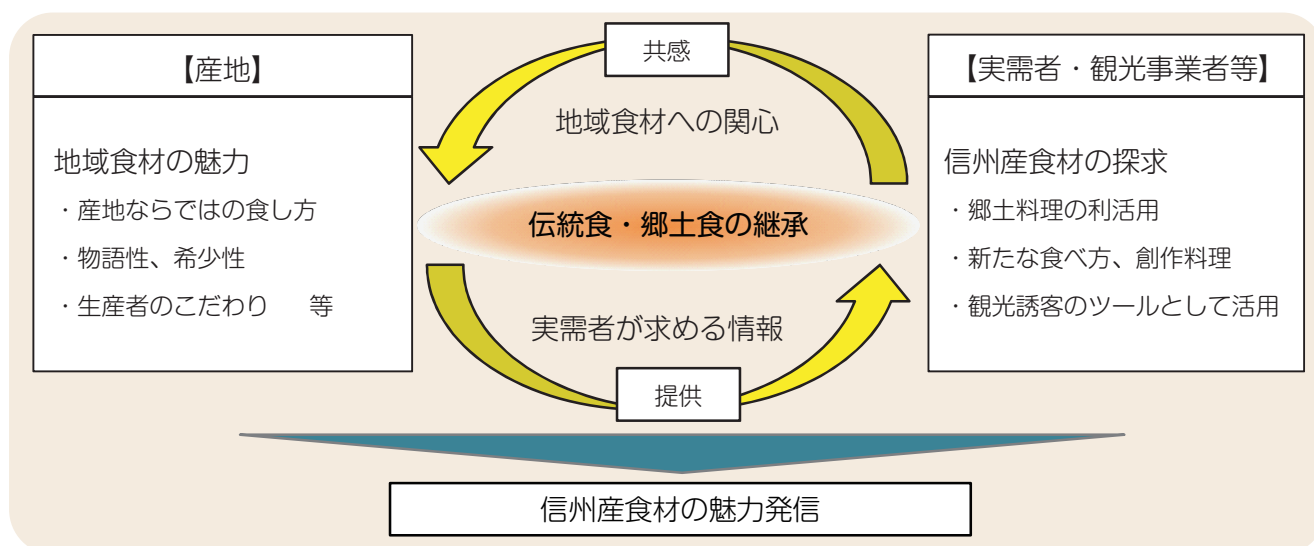 共感
【産地】
地域食材の魅力
・産地ならではの食し方
・物語性、希少性
・生産者のこだわり　等
地域食材への関心
伝統食・郷土食の継承
実需者が求める情報
提供
【実需者・観光事業者等】
信州産食材の探求
・郷土料理の利活用
・新たな食べ方、創作料理
・観光誘客のツールとして活用
信州産食材の魅力発信